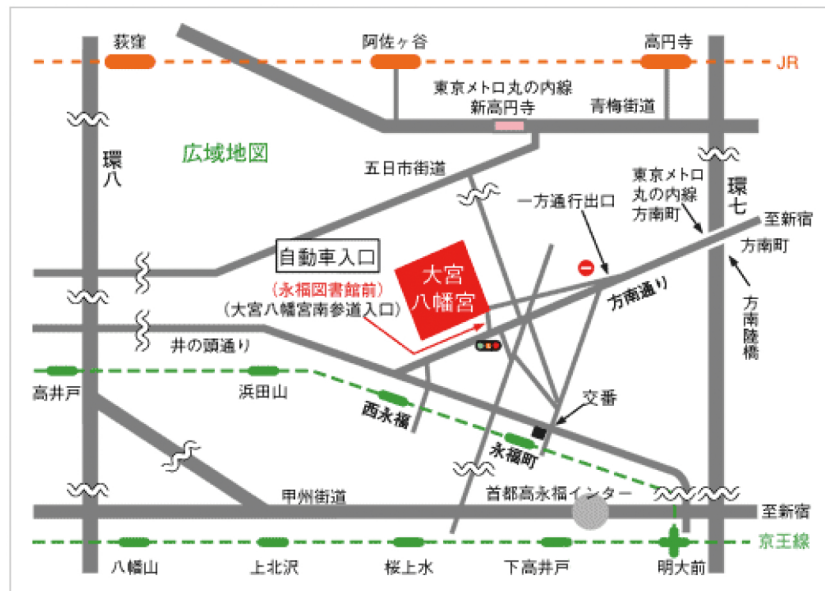 荻窪
阿佐ヶ谷
高円寺
JR
東京メトロ丸の内線
新高円寺
青梅街道
環八
広域地図
五日市街道
東京メトロ
丸の内線
方南町
環七
一方通行出口
至新宿
方南町
自動車入口
大宮
八幡宮
(永福図書館前)
(大宮八幡宮南参道入口)
方南通り
方南陸橋
井の頭通り
高井戸
浜田山
西永福
交番
永福町
甲州街道
首都高永福インター
至新宿
京王線
八幡山
上北沢
桜上水
下高井戸
明大前